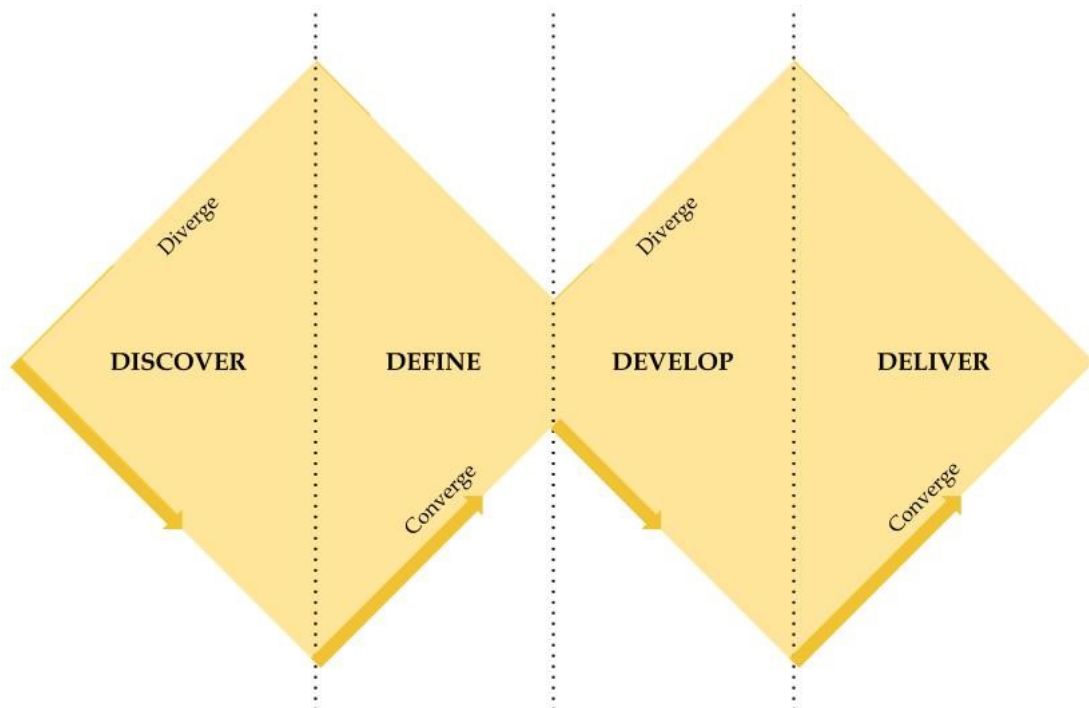 Diverge
Diverge
DISCOVER
DEFINE
DEVELOP
DELIVER
Converge
Converge